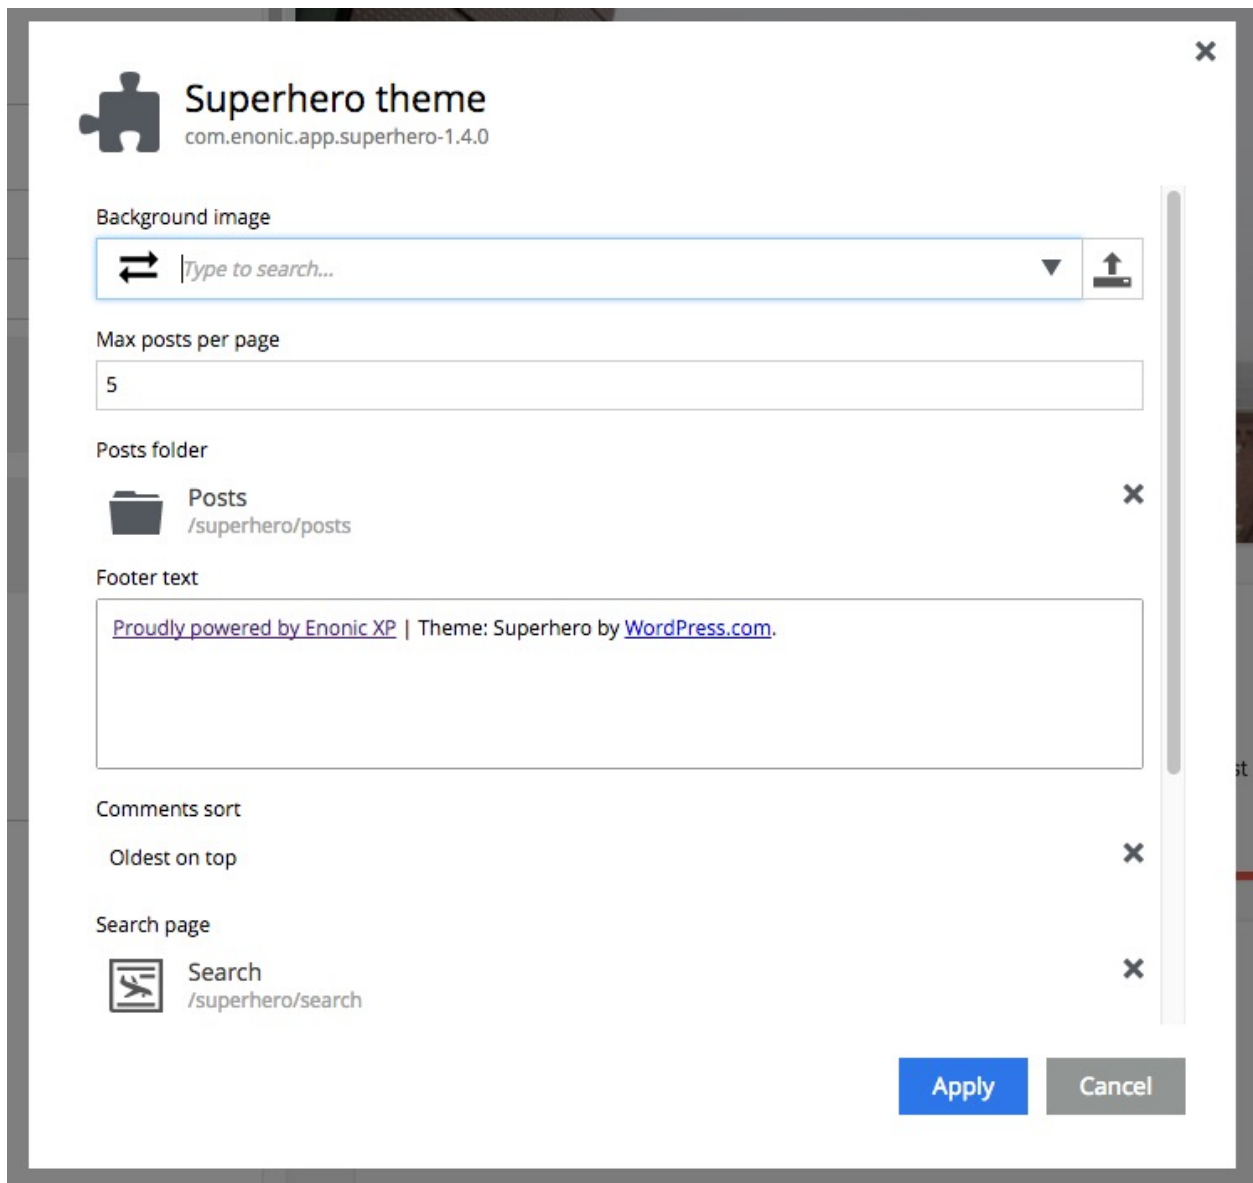 Superhero theme
com.enonic.app.superhero-1.4.0
Background image
Type to search...
Max posts per page
5
Posts folder
Posts
/superhero/posts
Footer text
Proudly powered by Enonic XP | Theme: Superhero by WordPress.com.
st
Comments sort
Oldest on top
Search page
Search
/superhero/search
Apply
Cancel